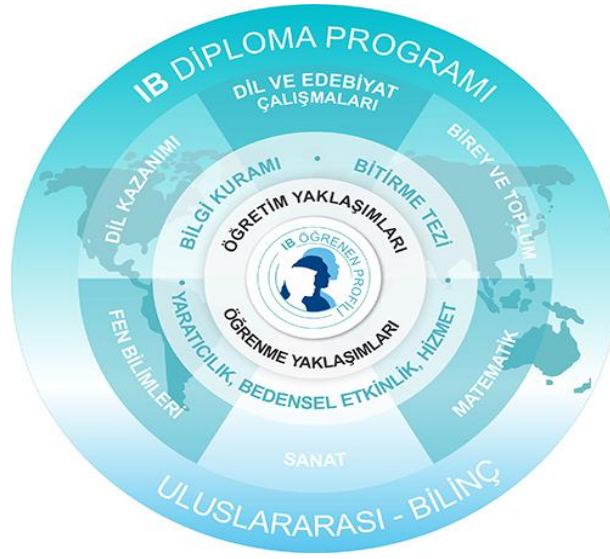 IB DİPLOMA PROGRAMI
DİL VE EDEBİYAT
ÇALIŞMALARI
DİL KAZANIMI
BİREY VE TOPLUM
BİLGİ KURAMI • BİTİRME TEZİ
ÖĞRETİM YAKLAŞIMLARI
IB ÖĞRENEN PROFİLİ
ÖĞRENME YAKLAŞIMLARI
• YARATICILIK, BEDENSEL ETKİNLİK, HİZMET •
FEN BİLİMLERİ
MATEMATİK
SANAT
ULUSLARARASI - BİLİNÇ